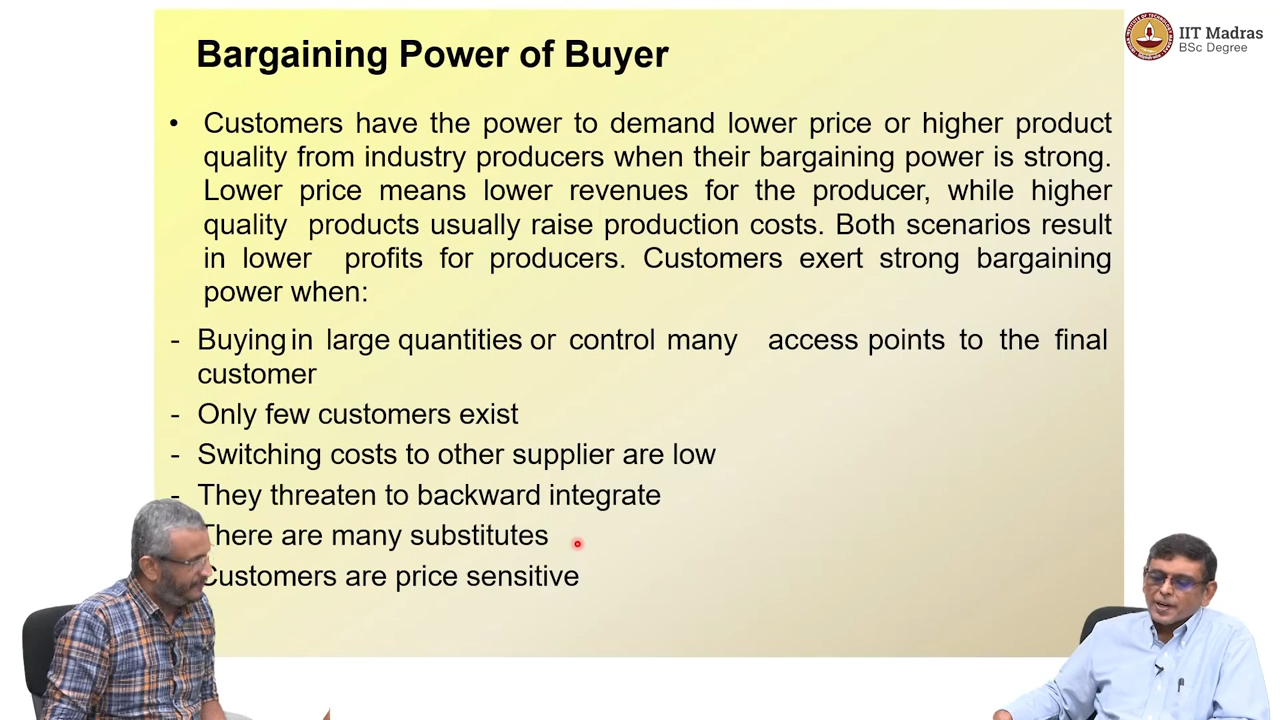 Bargaining Power of Buyer
IIT Madras
BSc Degree
• Customers have the power to demand lower price or higher product
quality from industry producers when their bargaining power is strong.
Lower price means lower revenues for the producer, while higher
quality products usually raise production costs. Both scenarios result
in lower profits for producers. Customers exert strong bargaining
power when:
- Buying in large quantities or control many access points to the final
customer
- Only few customers exist
- Switching costs to other supplier are low
- They threaten to backward integrate
There are many substitutes
Customers are price sensitive